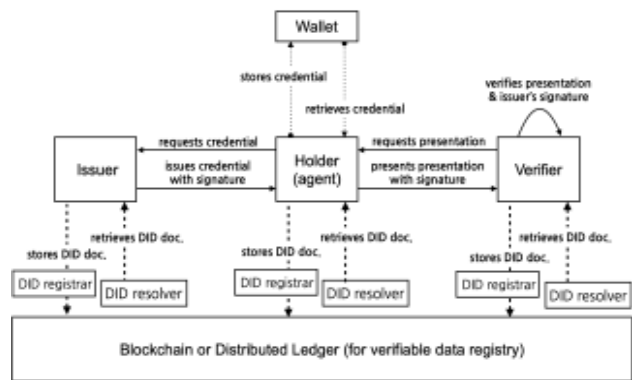 Wallet
stores credential
retrieves credential
verifies presentation
& issuer's signature
requests credential
requests presentation
Issuer
issues credential
with signature
Holder
(agent)
presents presentation
with signature
Verifier
stores DID doc.
retrieves DID doc.
stores DID doc.
retrieves DID doc.
stores DID doc.
retrieves DID doc.
DID registrar
DID resolver
DID registrar
DID resolver
DID registrar
DID resolver
Blockchain or Distributed Ledger (for verifiable data registry)